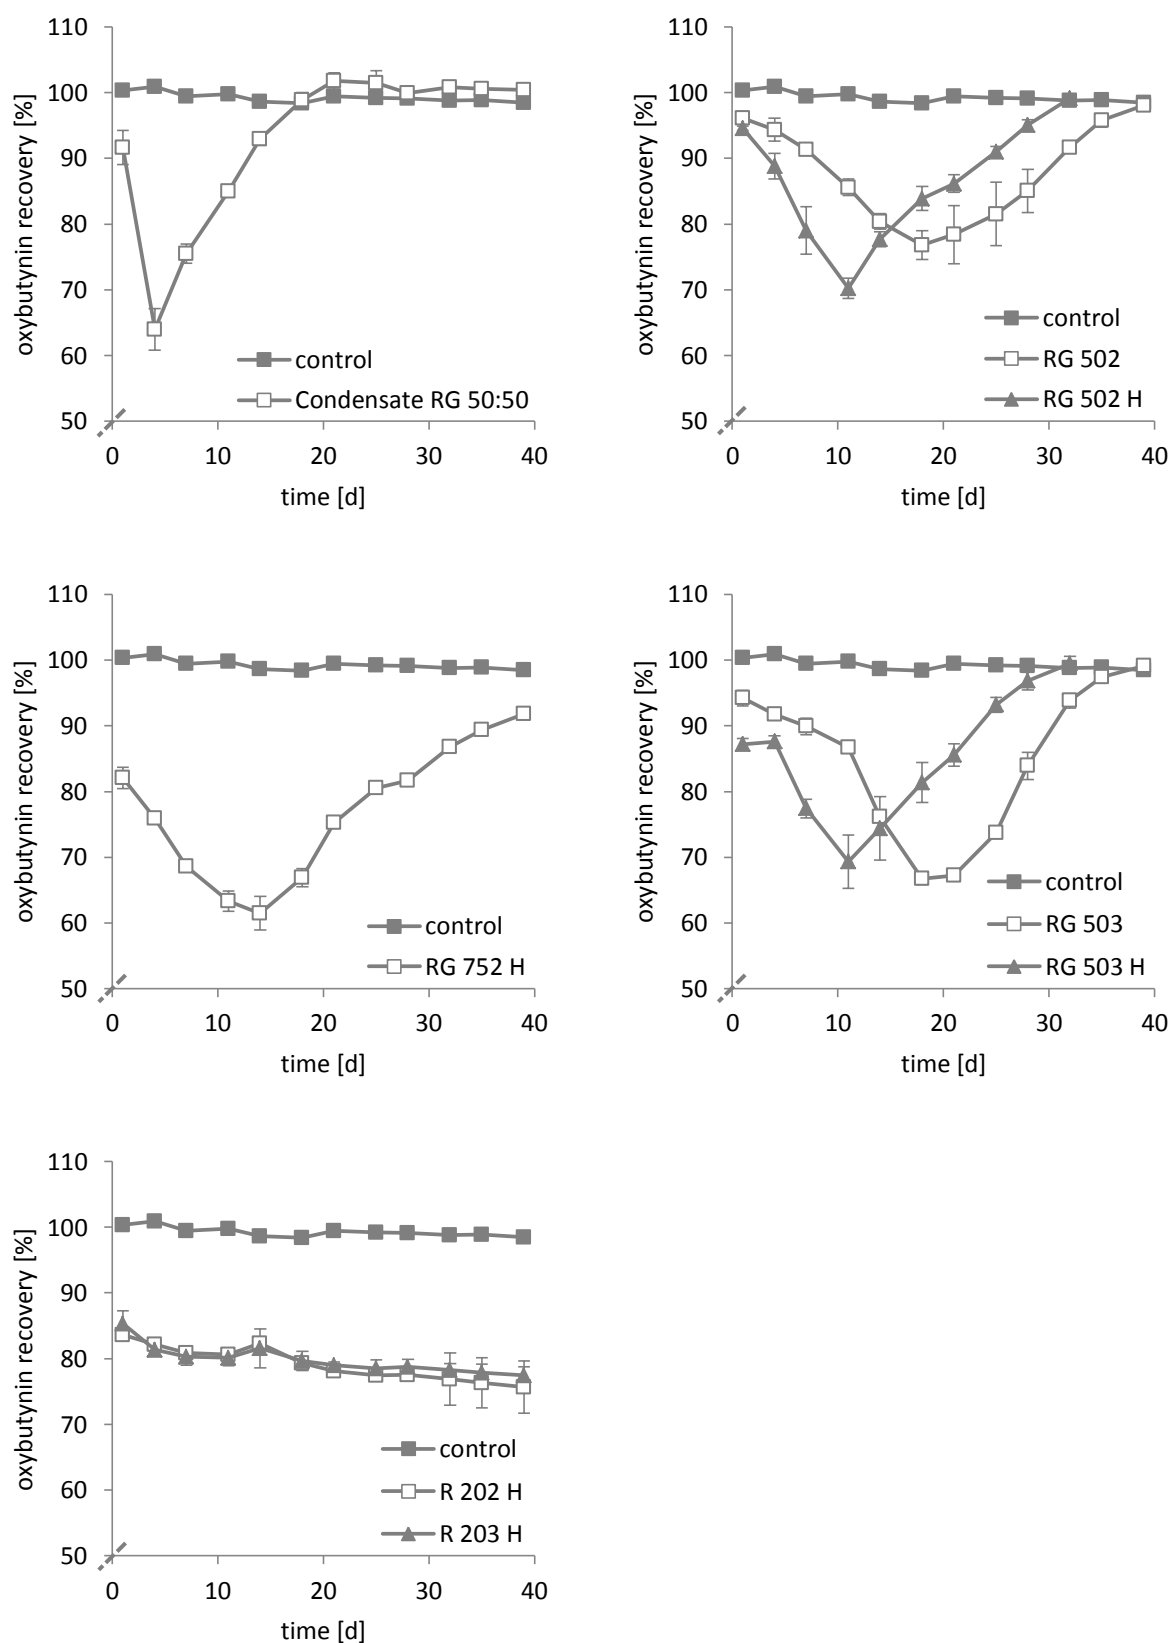 oxybutynin recovery [%]
110
100
90
80
70
60
50
control
Condensate RG 50:50
0 10 20 30 40
time [d]
oxybutynin recovery [%]
110
100
90
80
70
60
50
control
RG 502
RG 502 H
0 10 20 30 40
time [d]
oxybutynin recovery [%]
110
100
90
80
70
60
50
control
RG 752 H
0 10 20 30 40
time [d]
oxybutynin recovery [%]
110
100
90
80
70
60
50
control
RG 503
RG 503 H
0 10 20 30 40
time [d]
oxybutynin recovery [%]
110
100
90
80
70
60
50
control
R 202 H
R 203 H
0 10 20 30 40
time [d]